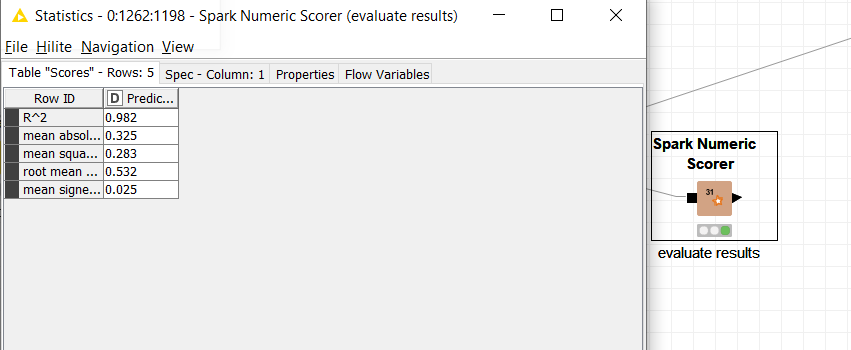 Statistics - 0:1262:1198 - Spark Numeric Scorer (evaluate results)
File Hilite Navigation View
Table "Scores" - Rows: 5 Spec - Column: 1 Properties Flow Variables
Row ID D Predic...
R^2 0.982
mean absol... 0.325
mean squa... 0.283
root mean ... 0.532
mean signe... 0.025
Spark Numeric
Scorer
31
evaluate results